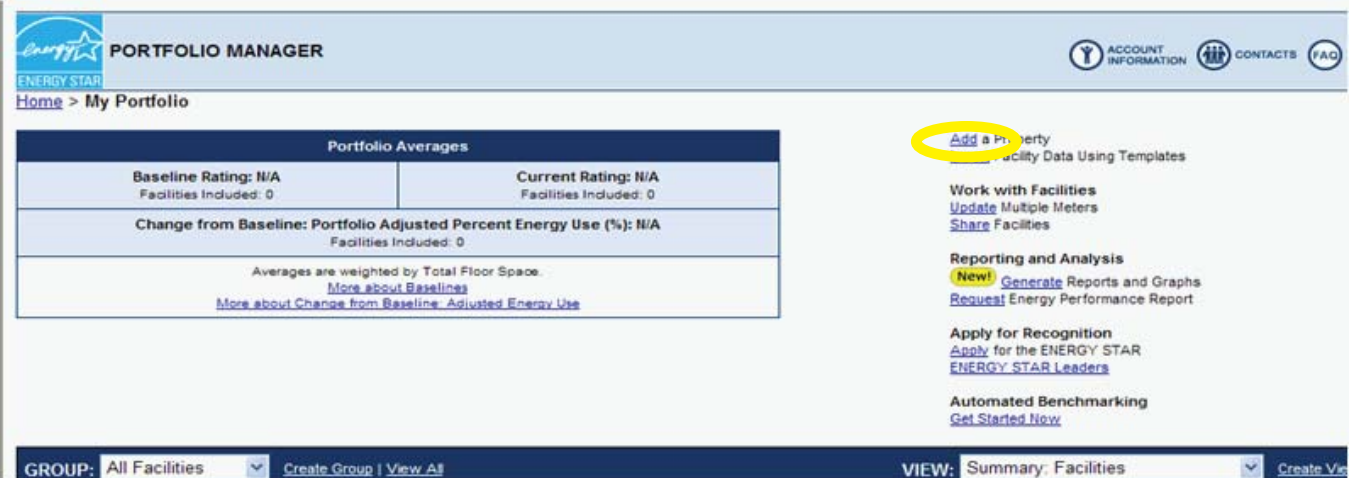 energy
ENERGY STAR
PORTFOLIO MANAGER
ACCOUNT INFORMATION
CONTACTS
FAQ
Home > My Portfolio
Portfolio Averages
Baseline Rating: N/A
Facilities Included: 0
Current Rating: N/A
Facilities Included: 0
Change from Baseline: Portfolio Adjusted Percent Energy Use (%): N/A
Facilities Included: 0
Averages are weighted by Total Floor Space.
More about Baselines
More about Change from Baseline: Adjusted Energy Use
Add a Property
Facility Data Using Templates
Work with Facilities
Update Multiple Meters
Share Facilities
Reporting and Analysis
New! Generate Reports and Graphs
Request Energy Performance Report
Apply for Recognition
Apply for the ENERGY STAR
ENERGY STAR Leaders
Automated Benchmarking
Get Started Now
GROUP: All Facilities Create Group | View All
VIEW: Summary: Facilities Create Vie